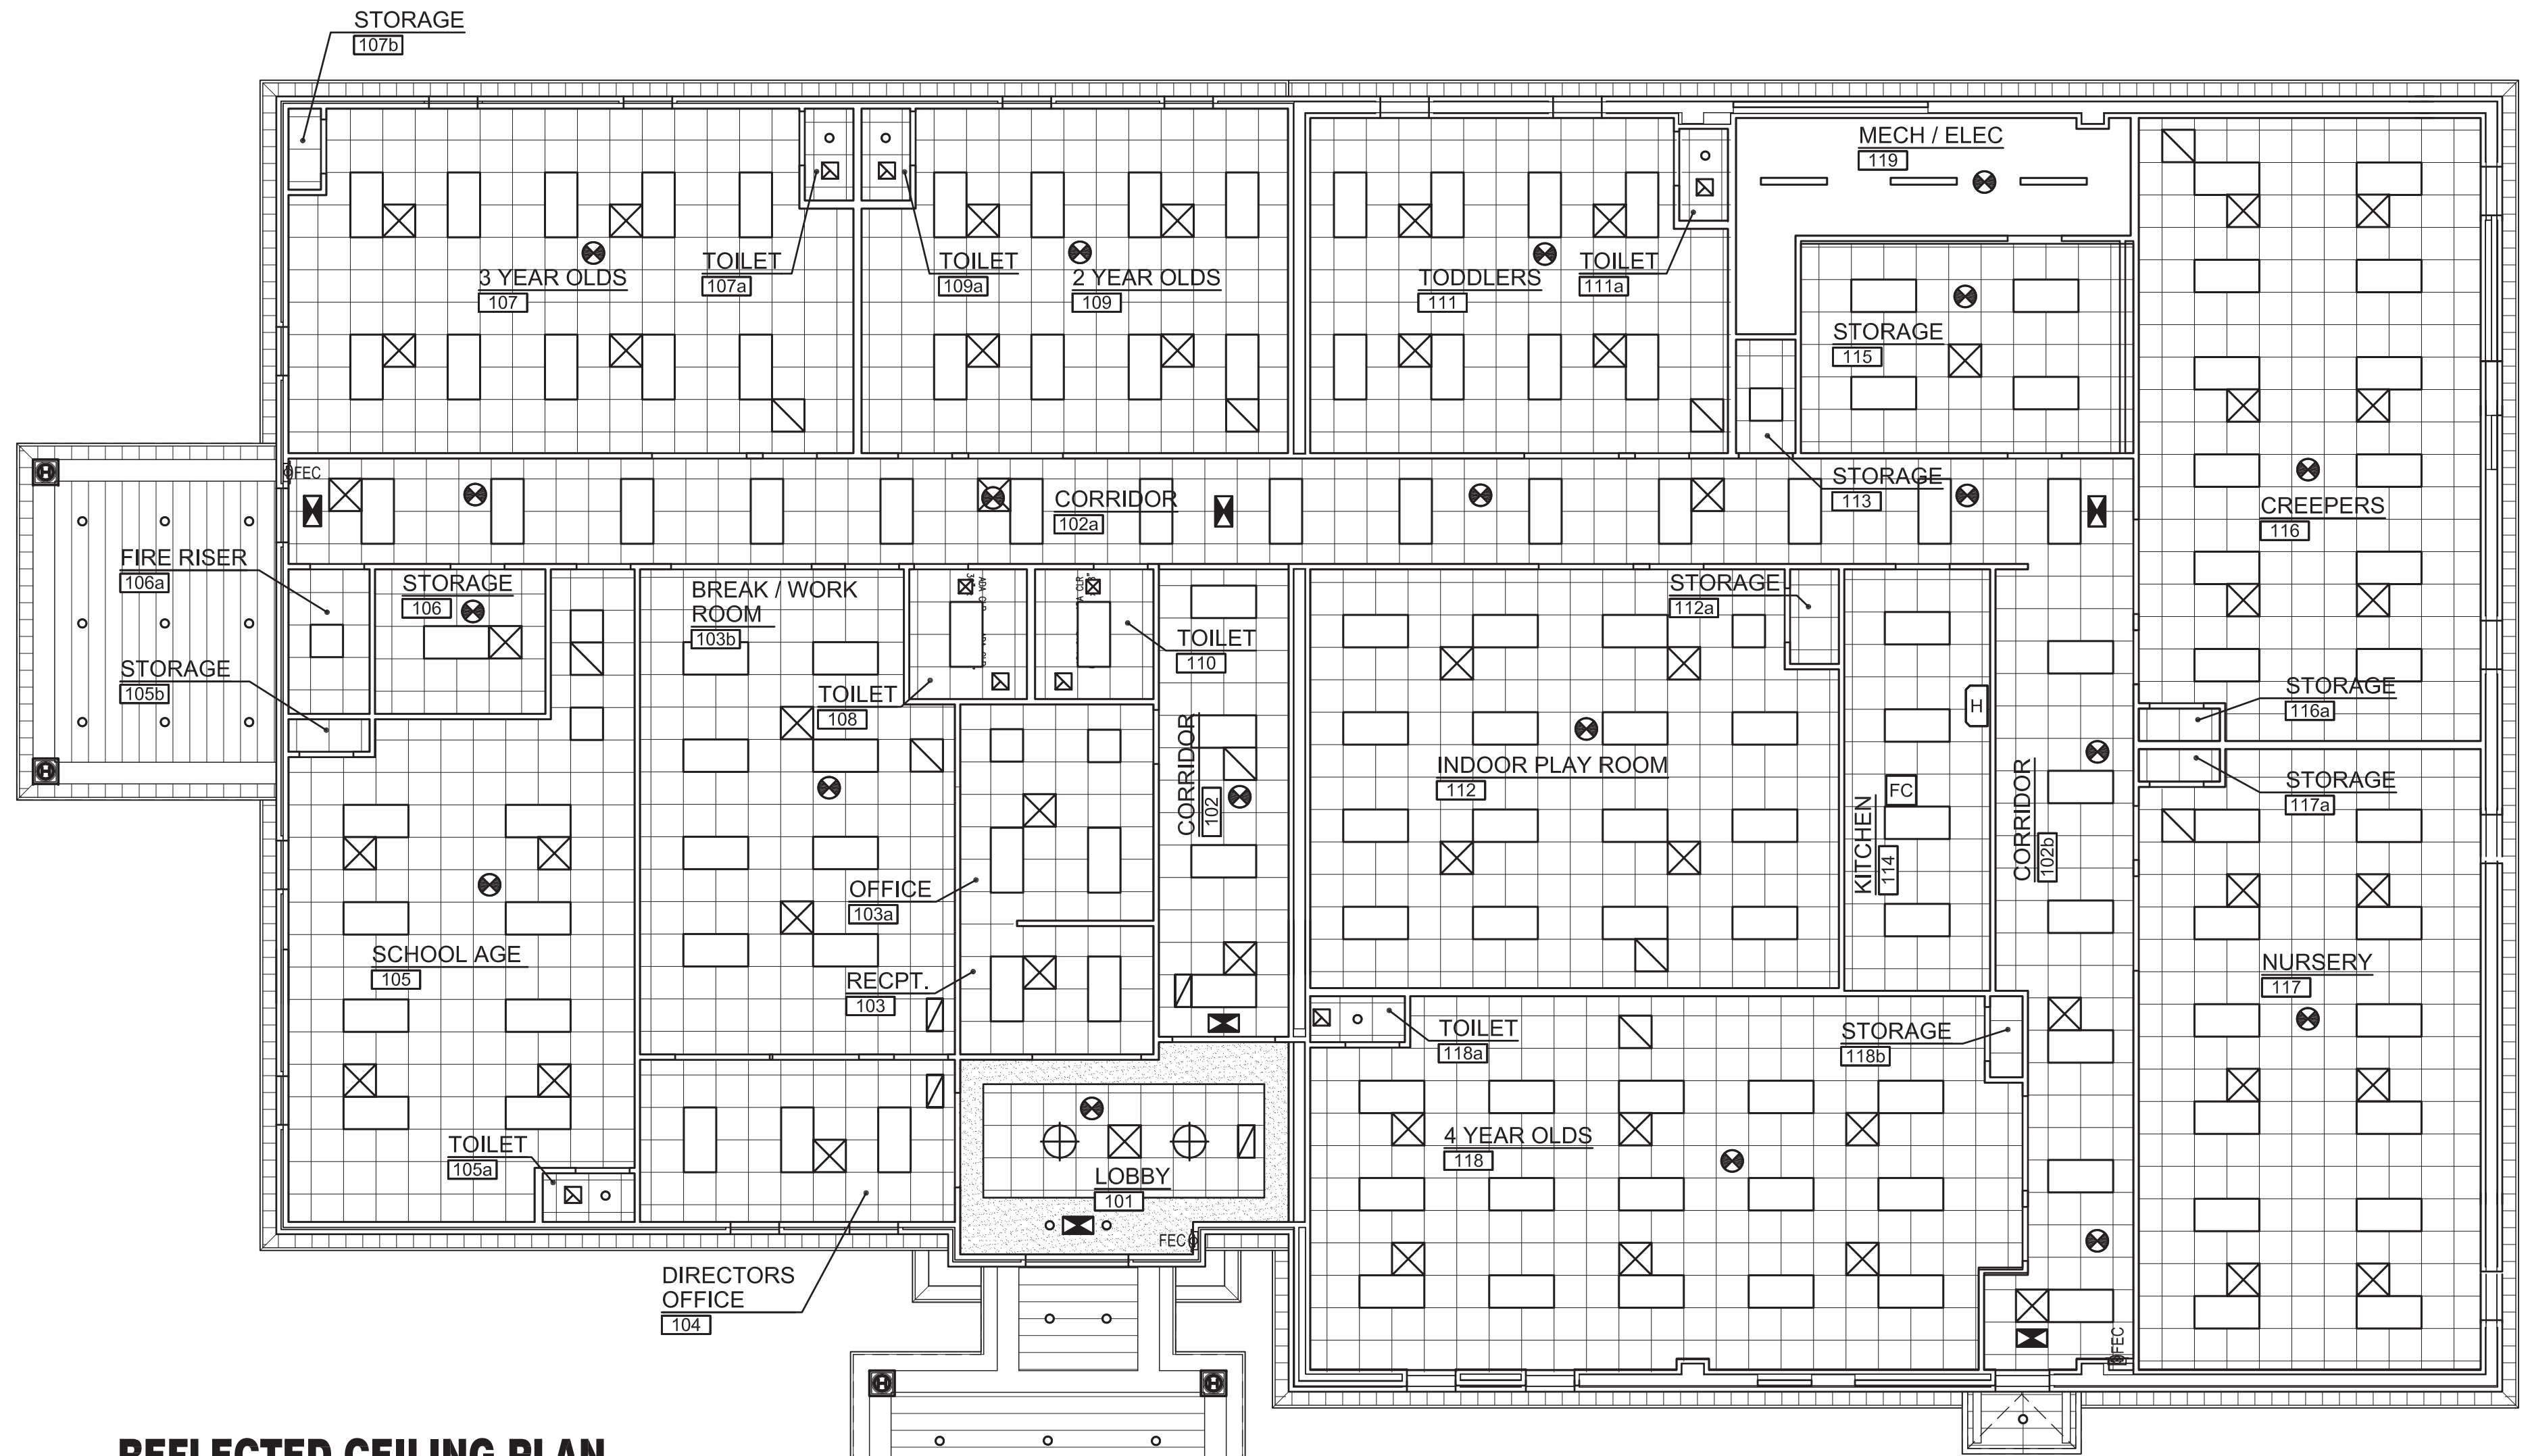 STORAGE
107b
MECH / ELEC
119
TOILET
107a
TOILET
109a
3 YEAR OLDS
107
2 YEAR OLDS
109
TODDLERS
111
TOILET
111a
STORAGE
115
FEC
CORRIDOR
102a
STORAGE
113
CREEPERS
116
FIRE RISER
106a
STORAGE
106
BREAK / WORK
ROOM
103b
STORAGE
112a
TOILET
110
STORAGE
105b
TOILET
108
H
STORAGE
116a
CORRIDOR
102
INDOOR PLAY ROOM
112
FC
KITCHEN
114
CORRIDOR
102b
STORAGE
117a
OFFICE
103a
SCHOOL AGE
105
RECPT.
103
NURSERY
117
TOILET
118a
STORAGE
118b
TOILET
105a
4 YEAR OLDS
118
LOBBY
101
FEC
DIRECTORS
OFFICE
104
FEC
H
H
H
H
REFLECTED CEILING PLAN